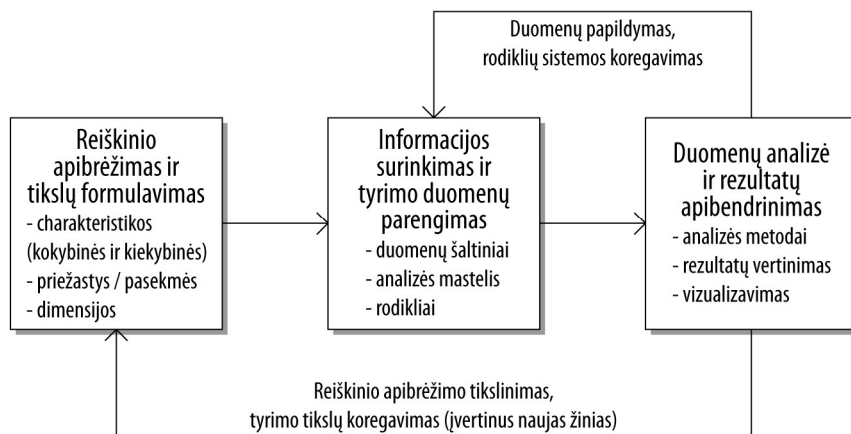 Duomenų papildymas,
rodiklių sistemos koregavimas
Reiškinio
apibrėžimas ir
tikslų formulavimas
- charakteristikos
(kokybinės ir kiekybinės)
- priežastys / pasekmės
- dimensijos
Informacijos
surinkimas ir
tyrimo duomenų
parengimas
- duomenų šaltiniai
- analizės mastelis
- rodikliai
Duomenų analizė
ir rezultatų
apibendrinimas
- analizės metodai
- rezultatų vertinimas
- vizualizavimas
Reiškinio apibrėžimo tikslinimas,
tyrimo tikslų koregavimas (įvertinus naujas žinias)